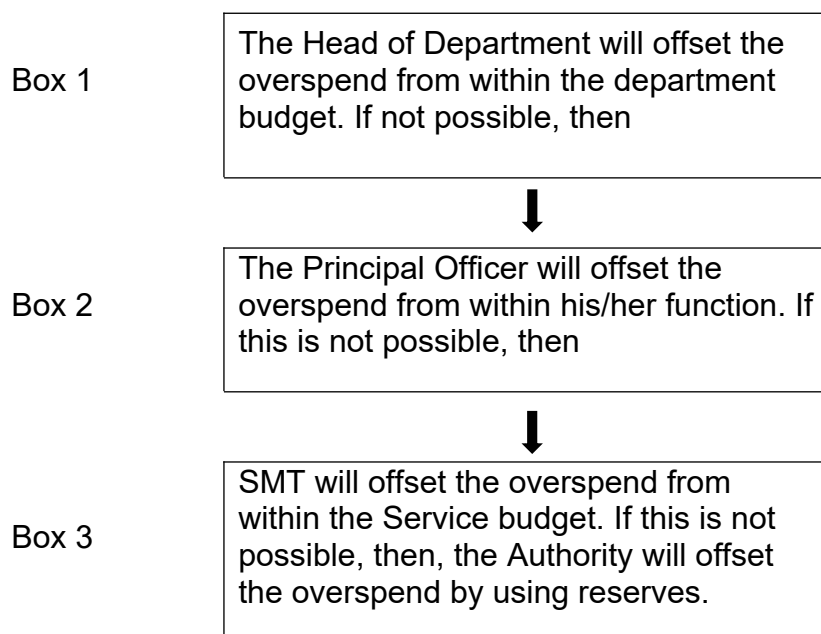 Box 1
The Head of Department will offset the
overspend from within the department
budget. If not possible, then
Box 2
The Principal Officer will offset the
overspend from within his/her function. If
this is not possible, then
Box 3
SMT will offset the overspend from
within the Service budget. If this is not
possible, then, the Authority will offset
the overspend by using reserves.